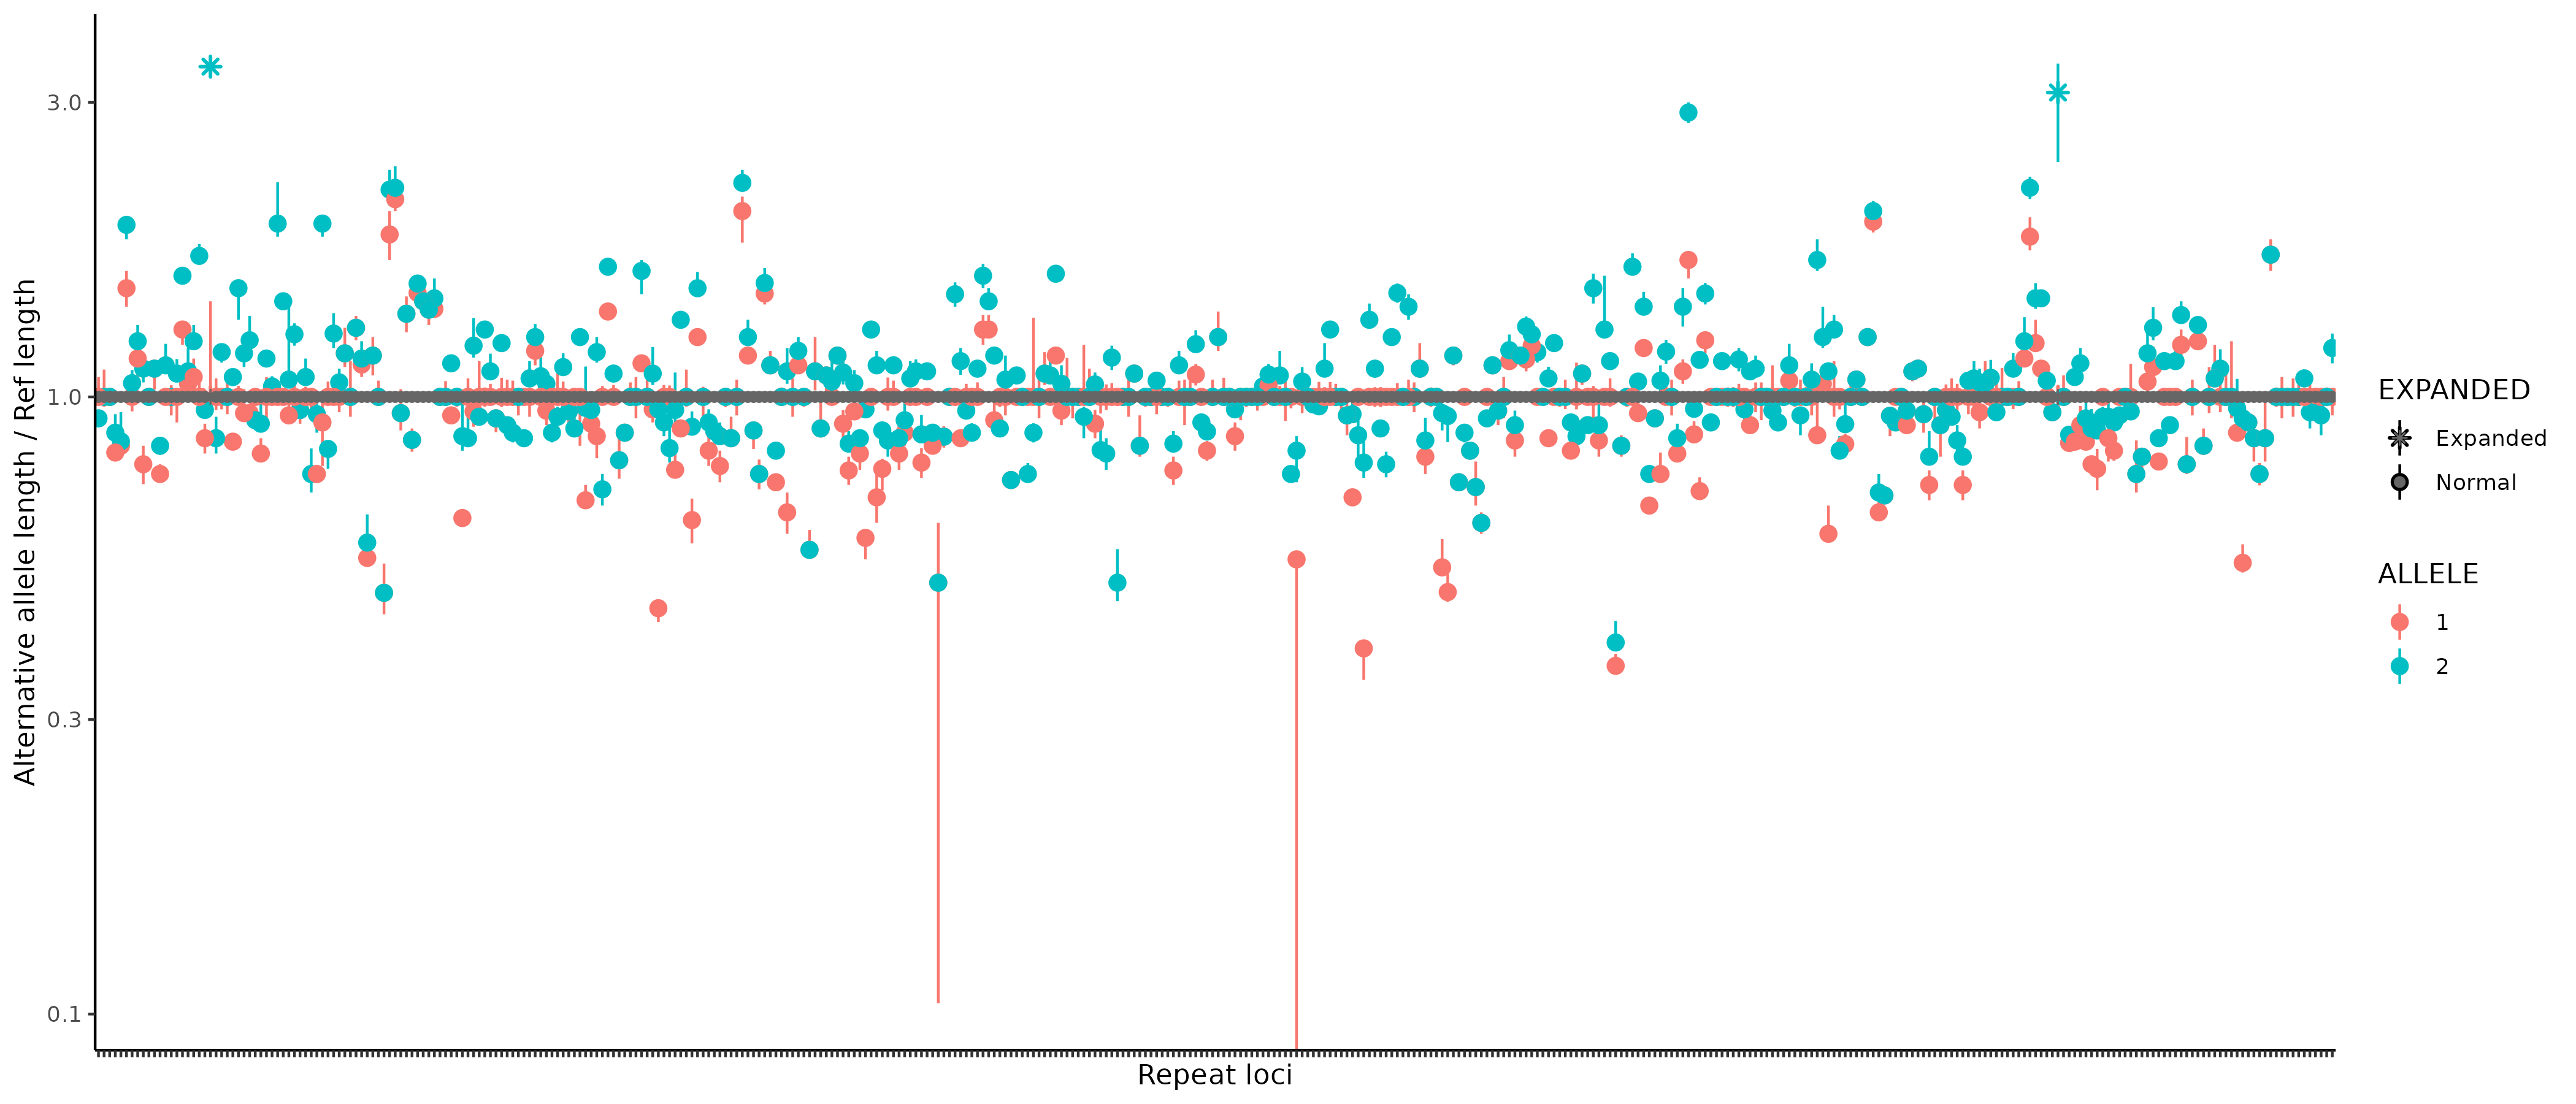 Alternative allele length / Ref length
3.0
1.0
0.3
0.1
Repeat loci
EXPANDED
Expanded
Normal
ALLELE
1
2